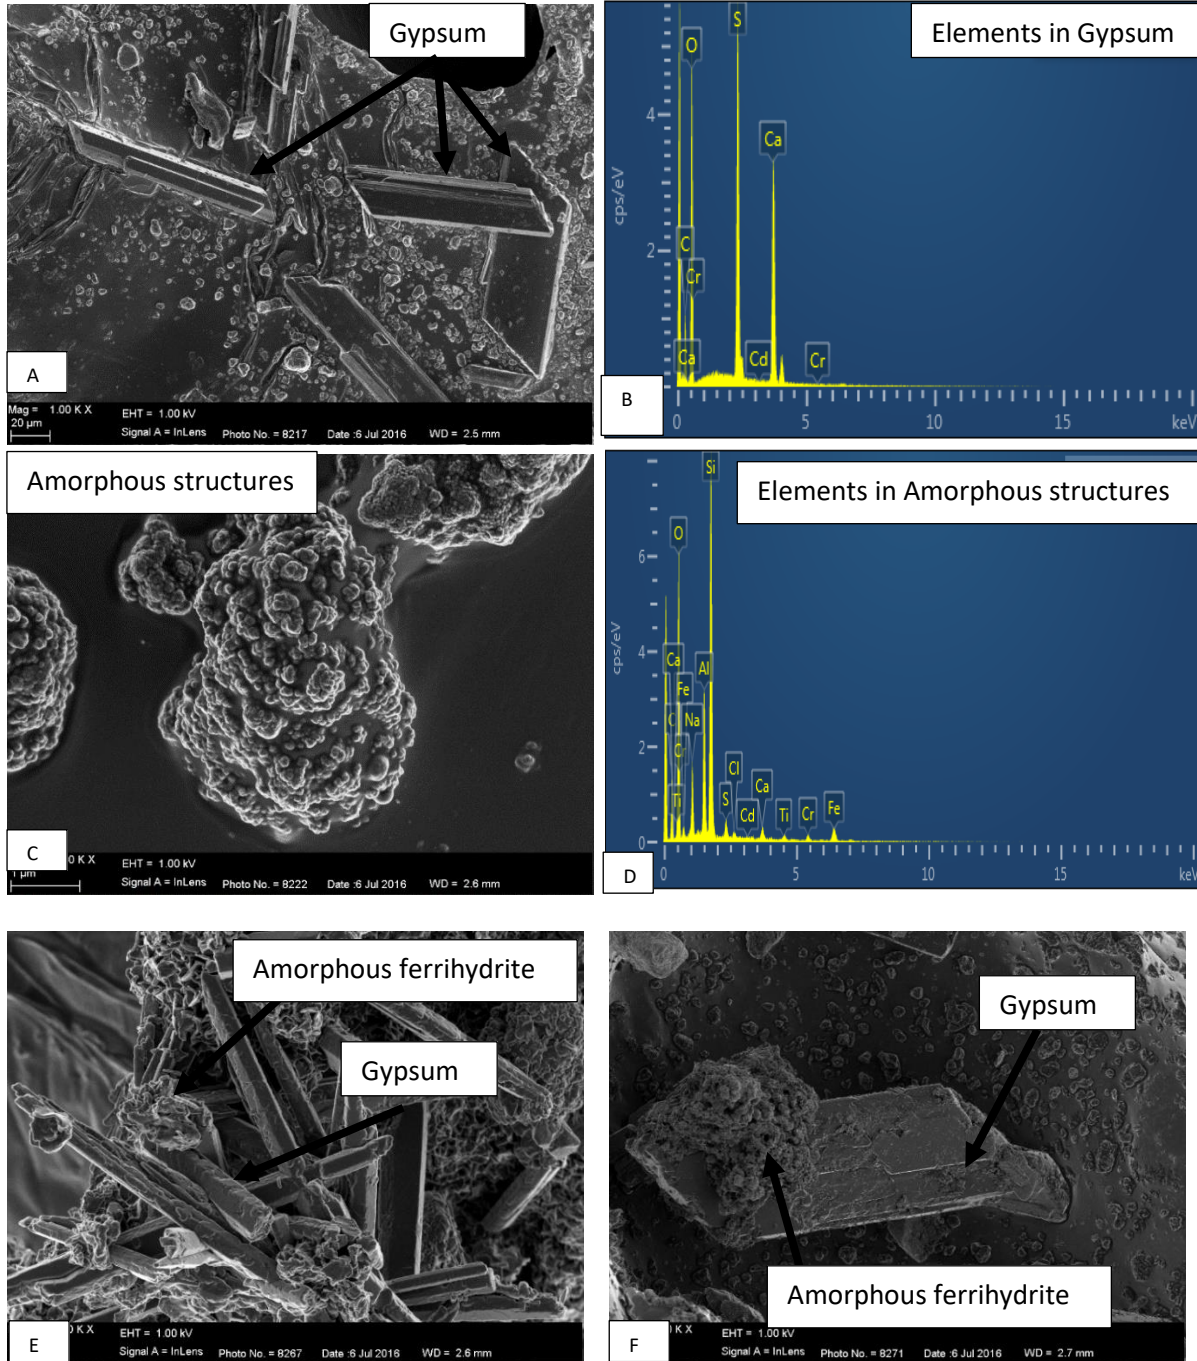 Gypsum
A
Mag = 1.00 K X
20 µm
EHT = 1.00 kV
Signal A = InLens
Photo No. = 8217
Date :6 Jul 2016
WD = 2.5 mm
Elements in Gypsum
S
O
Ca
C
Cr
Ca
Cd
Cr
cps/eV
4
2
0
5
10
15
keV
B
Amorphous structures
C
0 K X
1 µm
EHT = 1.00 kV
Signal A = InLens
Photo No. = 8222
Date :6 Jul 2016
WD = 2.6 mm
Elements in Amorphous structures
Si
O
Ca
Al
Fe
C
Na
Cr
Ti
Cl
S
Ca
Cd
Ti
Cr
Fe
cps/eV
6
4
2
0
0
5
10
15
keV
D
Amorphous ferrihydrite
Gypsum
E
K X
EHT = 1.00 kV
Signal A = InLens
Photo No. = 8267
Date :6 Jul 2016
WD = 2.6 mm
Gypsum
Amorphous ferrihydrite
F
K X
EHT = 1.00 kV
Signal A = InLens
Photo No. = 8271
Date :6 Jul 2016
WD = 2.7 mm